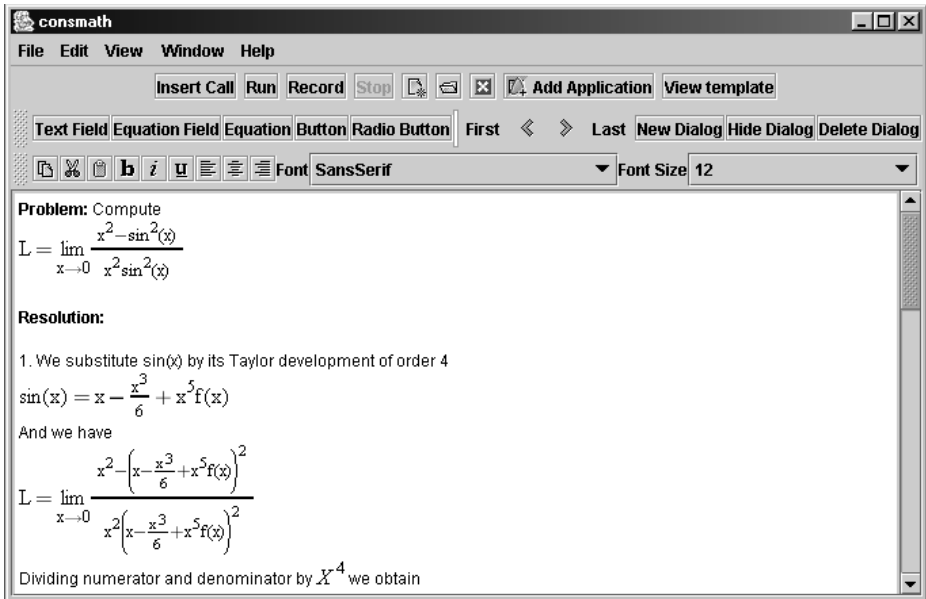 consmath
File Edit View Window Help
Insert Call Run Record Stop Add Application View template
Text Field Equation Field Equation Button Radio Button First Last New Dialog Hide Dialog Delete Dialog
b i u Font SansSerif Font Size 12
Problem: Compute
L = lim x→0 (x²−sin²(x))/(x²sin²(x))
Resolution:
1. We substitute sin(x) by its Taylor development of order 4
sin(x) = x − x³/6 + x⁵f(x)
And we have
L = lim x→0 (x²−(x−x³/6+x⁵f(x))²)/(x²(x−x³/6+x⁵f(x))²)
Dividing numerator and denominator by X⁴ we obtain